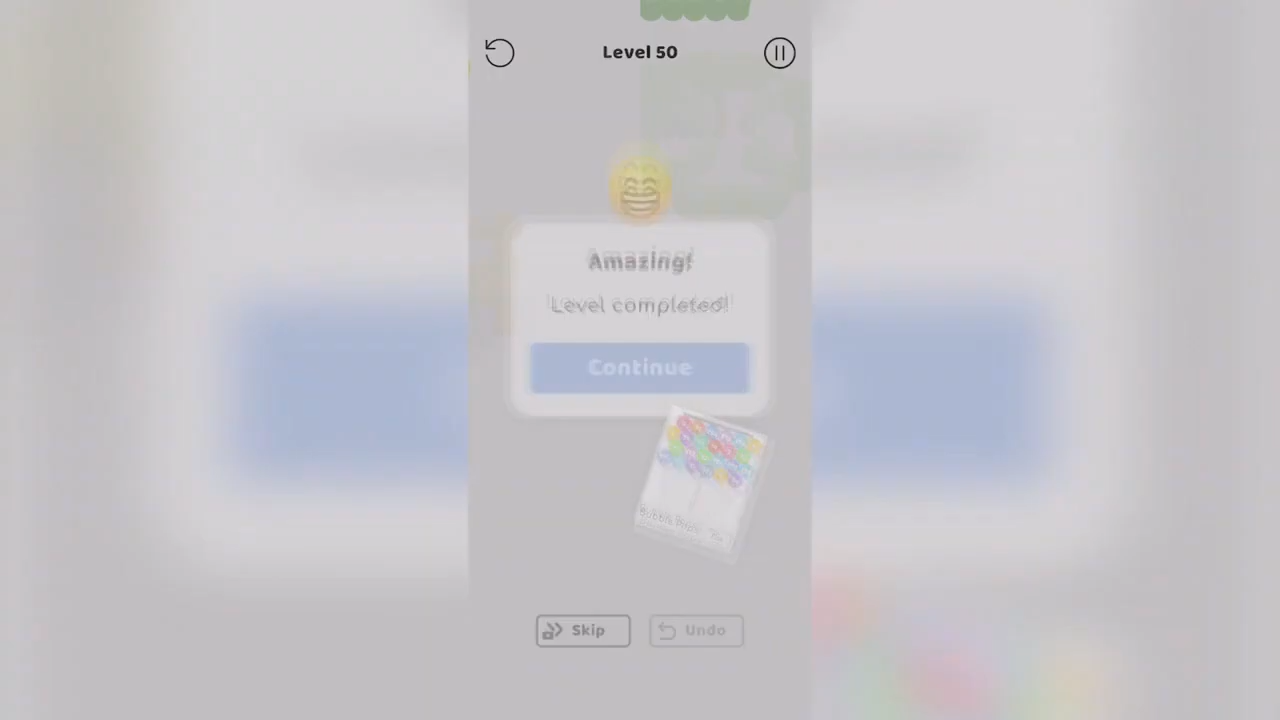 Level 50
Amazing!
Level completed!
Continue
Skip
Undo